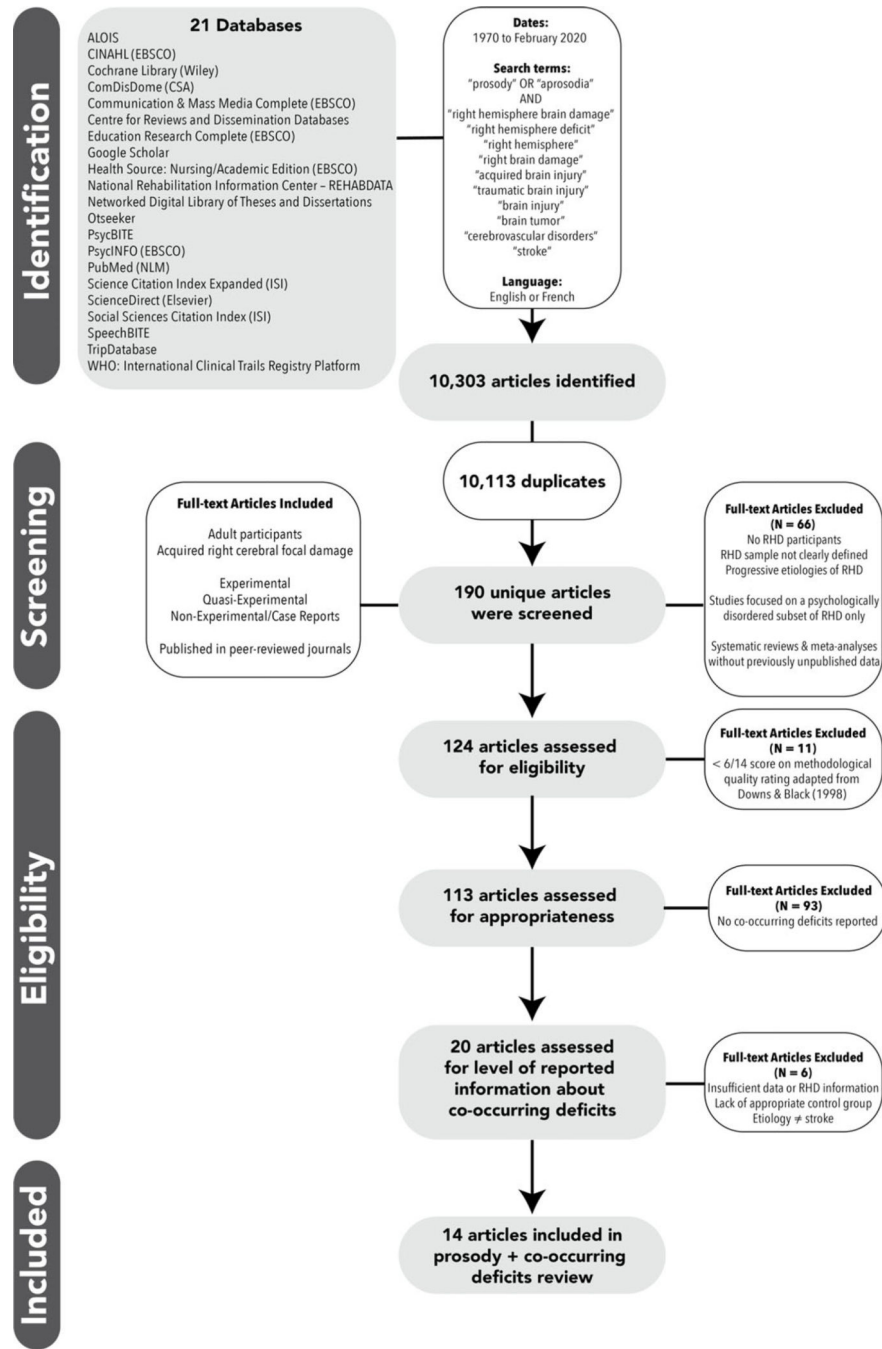 Identification
21 Databases
ALOIS
CINAHL (EBSCO)
Cochrane Library (Wiley)
ComDisDome (CSA)
Communication & Mass Media Complete (EBSCO)
Centre for Reviews and Dissemination Databases
Education Research Complete (EBSCO)
Google Scholar
Health Source: Nursing/Academic Edition (EBSCO)
National Rehabilitation Information Center – REHABDATA
Networked Digital Library of Theses and Dissertations
Otseeker
PsycBITE
PsycINFO (EBSCO)
PubMed (NLM)
Science Citation Index Expanded (ISI)
ScienceDirect (Elsevier)
Social Sciences Citation Index (ISI)
SpeechBITE
TripDatabase
WHO: International Clinical Trails Registry Platform
Dates:
1970 to February 2020
Search terms:
"prosody" OR "aprosodia"
AND
"right hemisphere brain damage"
"right hemisphere deficit"
"right hemisphere"
"right brain damage"
"acquired brain injury"
"traumatic brain injury"
"brain injury"
"brain tumor"
"cerebrovascular disorders"
"stroke"
Language:
English or French
10,303 articles identified
Screening
10,113 duplicates
Full-text Articles Included
Adult participants
Acquired right cerebral focal damage
Experimental
Quasi-Experimental
Non-Experimental/Case Reports
Published in peer-reviewed journals
190 unique articles
were screened
Full-text Articles Excluded
(N = 66)
No RHD participants
RHD sample not clearly defined
Progressive etiologies of RHD
Studies focused on a psychologically
disordered subset of RHD only
Systematic reviews & meta-analyses
without previously unpublished data
Eligibility
124 articles assessed
for eligibility
Full-text Articles Excluded
(N = 11)
< 6/14 score on methodological
quality rating adapted from
Downs & Black (1998)
113 articles assessed
for appropriateness
Full-text Articles Excluded
(N = 93)
No co-occurring deficits reported
20 articles assessed
for level of reported
information about
co-occurring deficits
Full-text Articles Excluded
(N = 6)
Insufficient data or RHD information
Lack of appropriate control group
Etiology ≠ stroke
Included
14 articles included in
prosody + co-occurring
deficits review